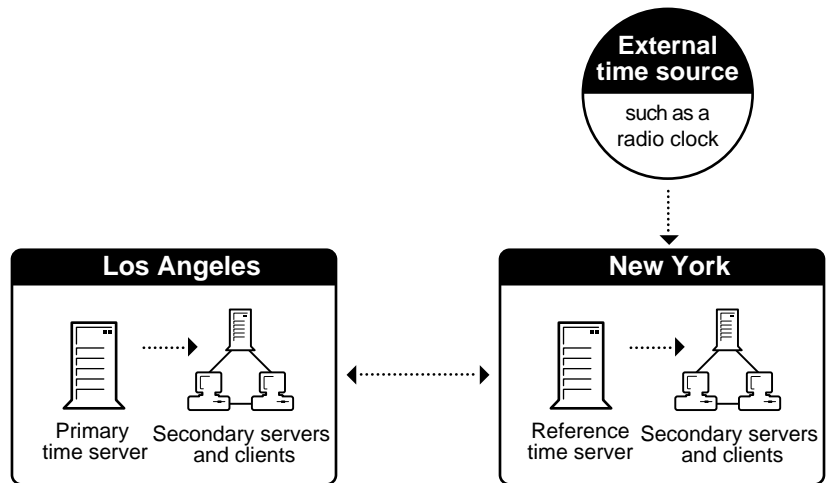 External
time source
such as a
radio clock
Los Angeles
Primary
time server
Secondary servers
and clients
New York
Reference
time server
Secondary servers
and clients